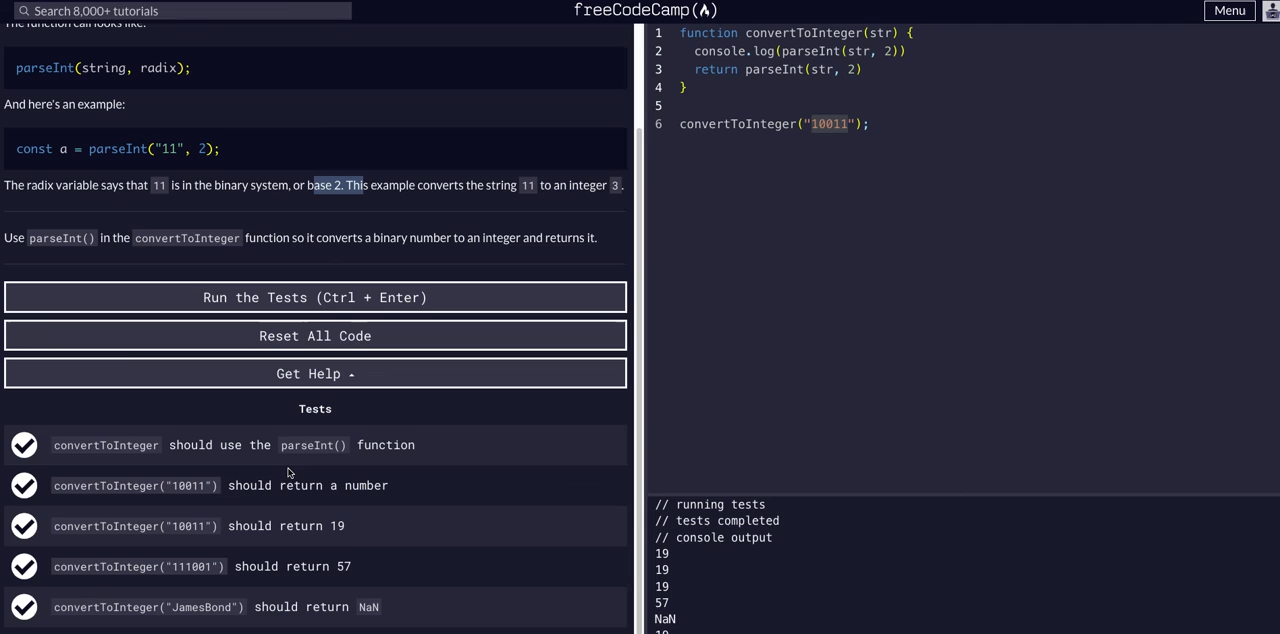 Search 8,000+ tutorials
freeCodeCamp(🔥)
Menu
The function call looks like:
parseInt(string, radix);
And here's an example:
const a = parseInt("11", 2);
The radix variable says that 11 is in the binary system, or base 2. This example converts the string 11 to an integer 3.
Use parseInt() in the convertToInteger function so it converts a binary number to an integer and returns it.
Run the Tests (Ctrl + Enter)
Reset All Code
Get Help
Tests
convertToInteger should use the parseInt() function
convertToInteger("10011") should return a number
convertToInteger("10011") should return 19
convertToInteger("111001") should return 57
convertToInteger("JamesBond") should return NaN
1 function convertToInteger(str) {
2 console.log(parseInt(str, 2))
3 return parseInt(str, 2)
4 }
5
6 convertToInteger("10011");
// running tests
// tests completed
// console output
19
19
19
57
NaN
19